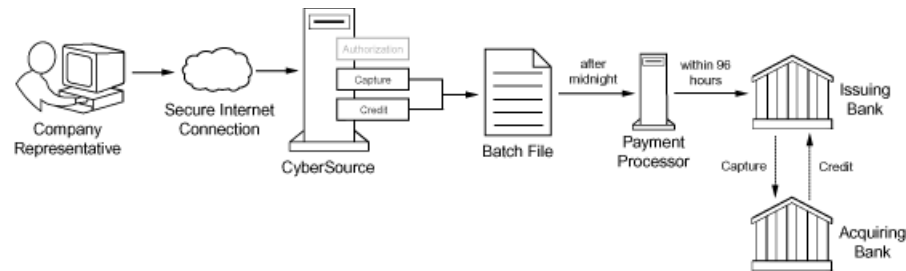 Company
Representative
Secure Internet
Connection
Authorization
Capture
Credit
CyberSource
Batch File
after
midnight
Payment
Processor
within 96
hours
Issuing
Bank
Capture
Credit
Acquiring
Bank